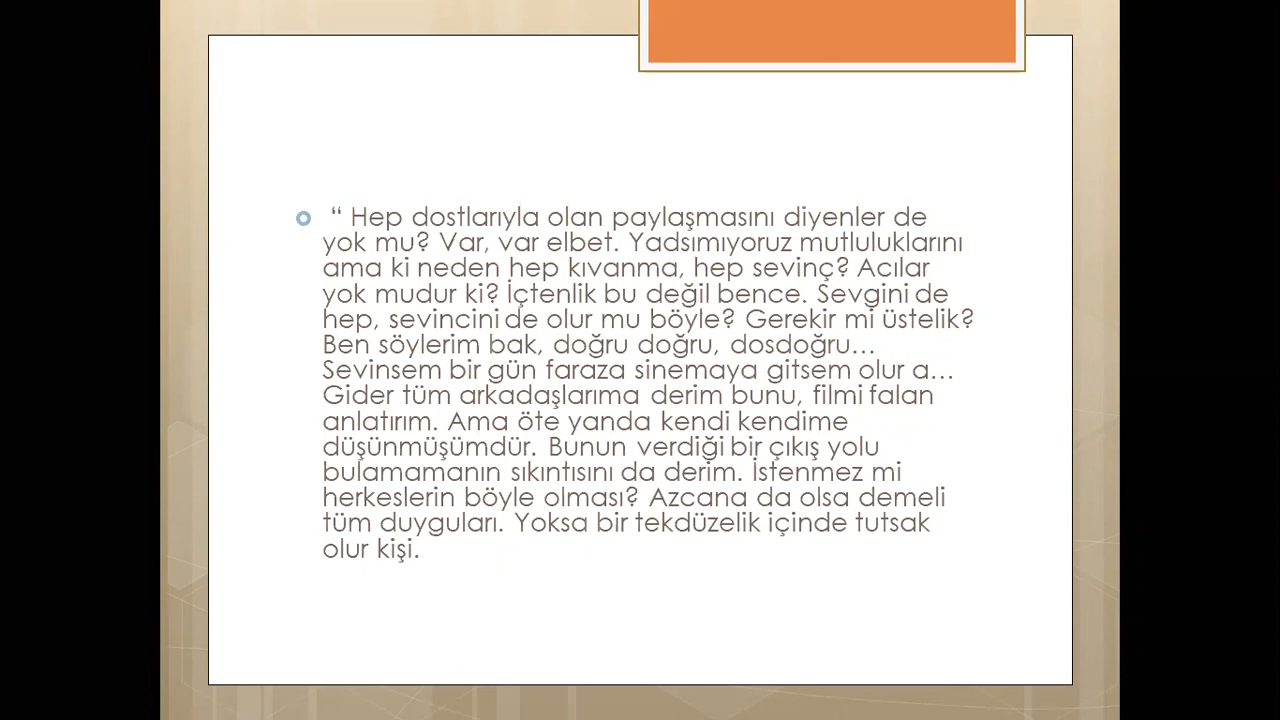 “ Hep dostlarıyla olan paylaşmasını diyenler de
yok mu? Var, var elbet. Yadsımıyoruz mutluluklarını
ama ki neden hep kıvanma, hep sevinç? Acılar
yok mudur ki? İçtenlik bu değil bence. Sevgini de
hep, sevincini de olur mu böyle? Gerekir mi üstelik?
Ben söylerim bak, doğru doğru, dosdoğru…
Sevinsem bir gün faraza sinemaya gitsem olur a…
Gider tüm arkadaşlarıma derim bunu, filmi falan
anlatırım. Ama öte yanda kendi kendime
düşünmüşümdür. Bunun verdiği bir çıkış yolu
bulamamanın sıkıntısını da derim. İstenmez mi
herkeslerin böyle olması? Azcana da olsa demeli
tüm duyguları. Yoksa bir tekdüzelik içinde tutsak
olur kişi.